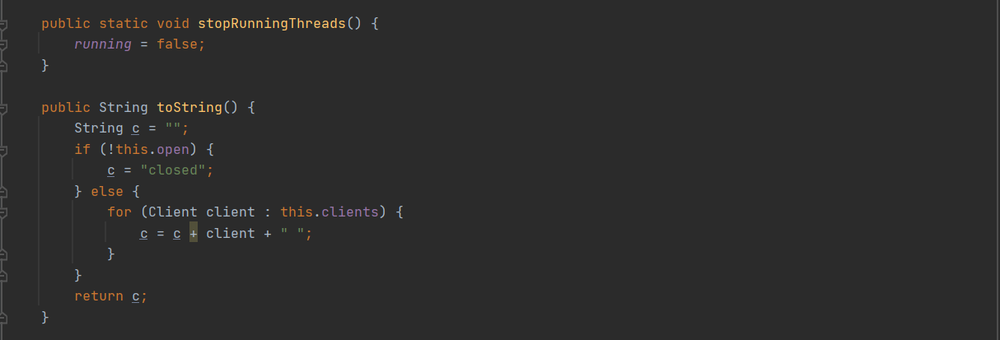 public static void stopRunningThreads() {
running = false;
}
public String toString() {
String c = "";
if (!this.open) {
c = "closed";
} else {
for (Client client : this.clients) {
c = c + client + " ";
}
}
return c;
}